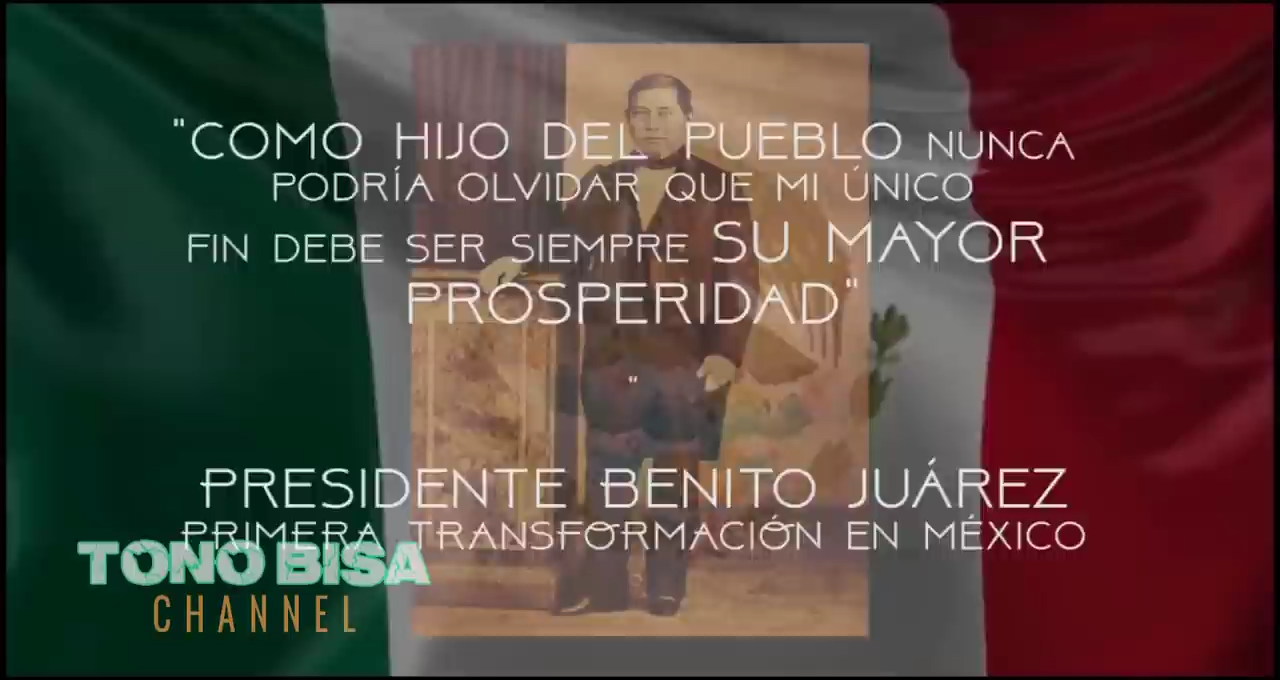 "COMO HIJO DEL PUEBLO NUNCA
PODRÍA OLVIDAR QUE MI ÚNICO
FIN DEBE SER SIEMPRE SU MAYOR
PROSPERIDAD"
"
PRESIDENTE BENITO JUÁREZ
PRIMERA TRANSFORMACIÓN EN MÉXICO
TONO BISA
CHANNEL